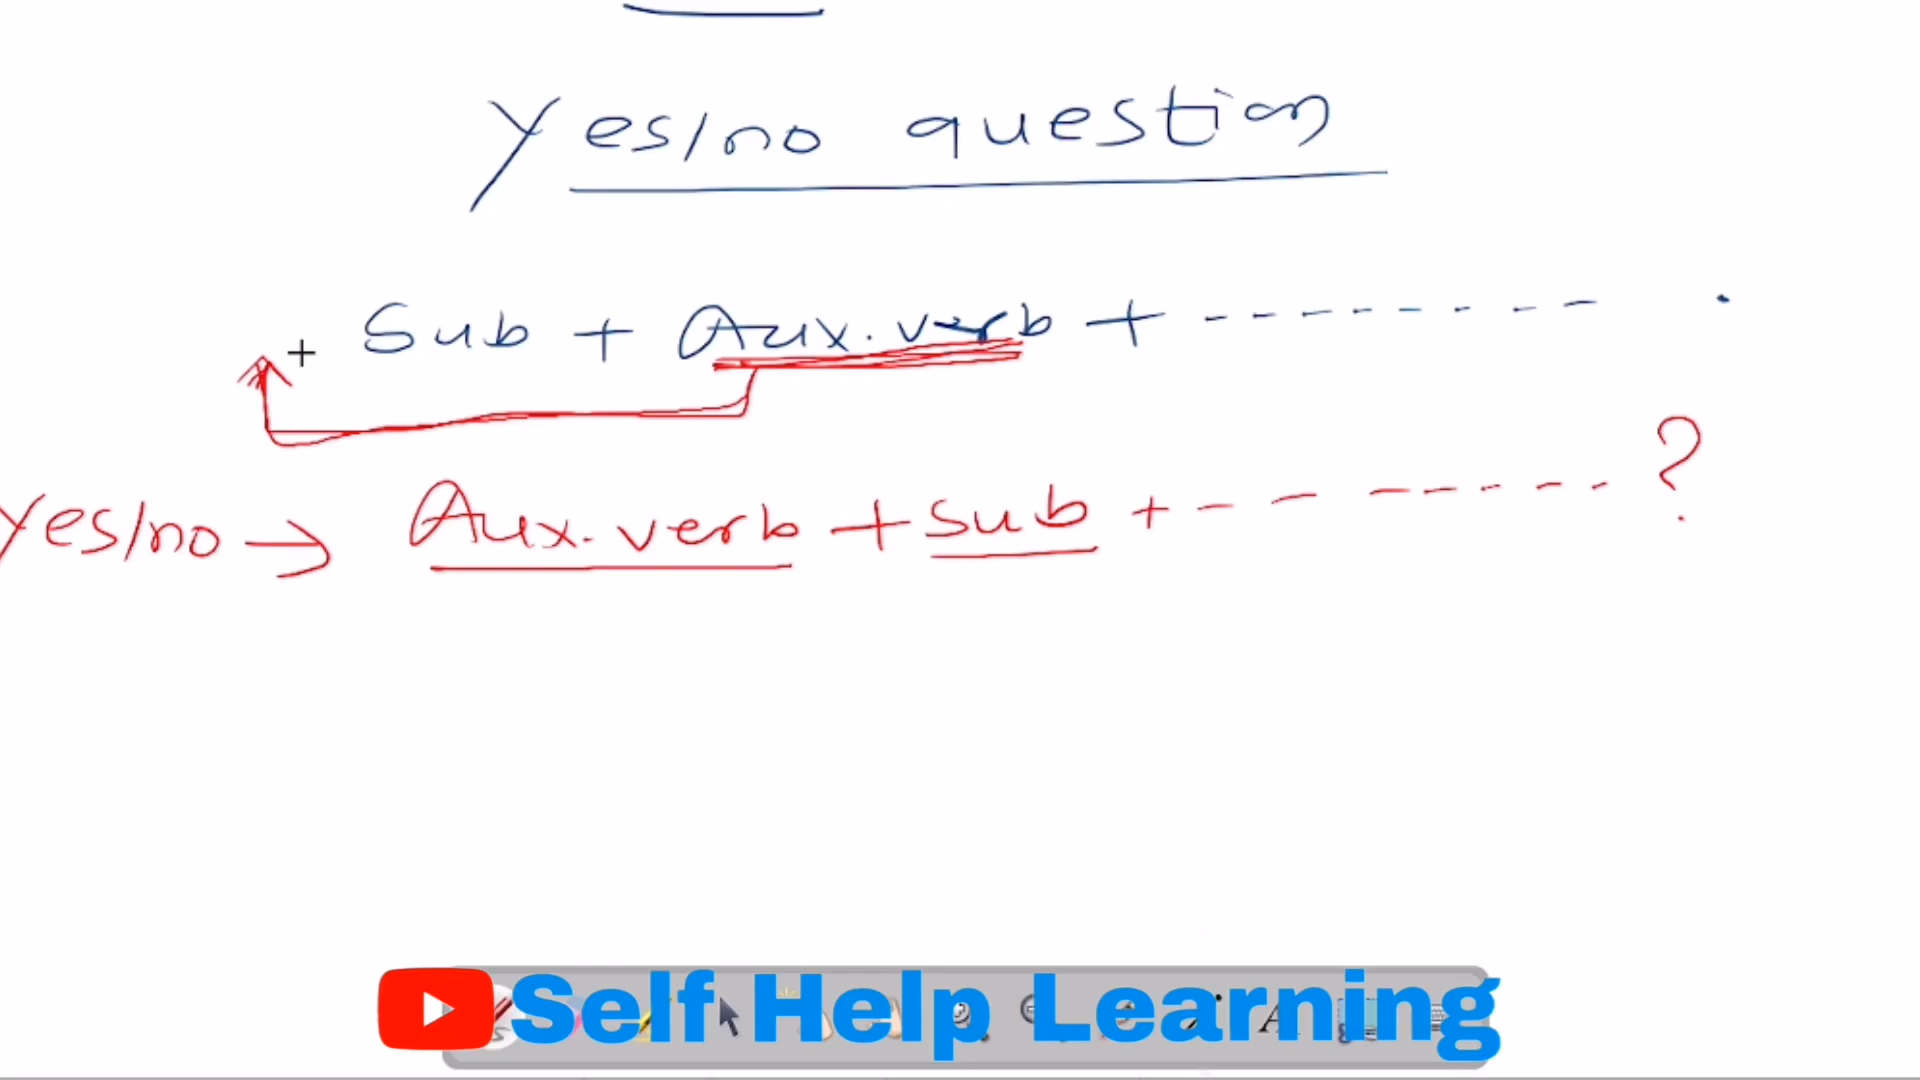 Yes/no question
Sub + Aux. verb + --------- .
Yes/no → Aux. verb + sub + --------- ?
Self Help Learning